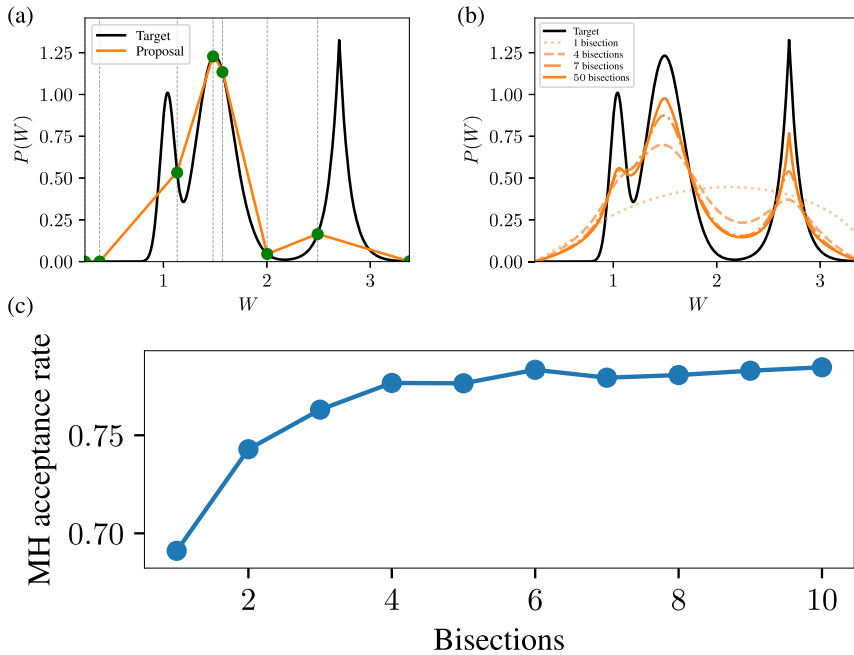 (a)
Target
Proposal
1.25
1.00
0.75
0.50
0.25
0.00
P(W)
1
2
3
W
(b)
Target
1 bisection
4 bisections
7 bisections
50 bisections
1.25
1.00
0.75
0.50
0.25
0.00
P(W)
1
2
3
W
(c)
MH acceptance rate
0.75
0.70
2
4
6
8
10
Bisections